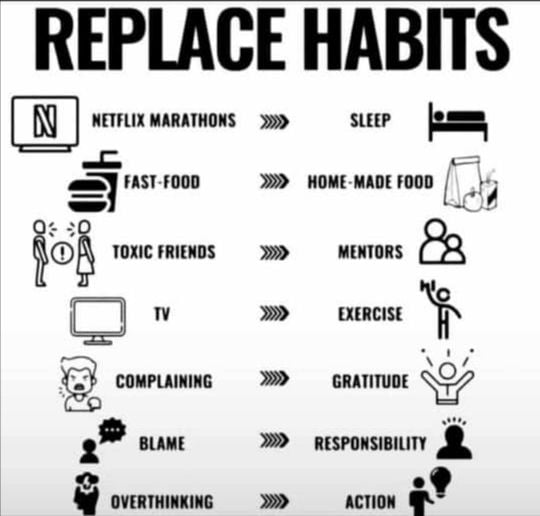 REPLACE HABITS
N NETFLIX MARATHONS »»» SLEEP
FAST-FOOD »»» HOME-MADE FOOD
TOXIC FRIENDS »»» MENTORS
TV »»» EXERCISE
COMPLAINING »»» GRATITUDE
BLAME »»» RESPONSIBILITY
OVERTHINKING »»» ACTION